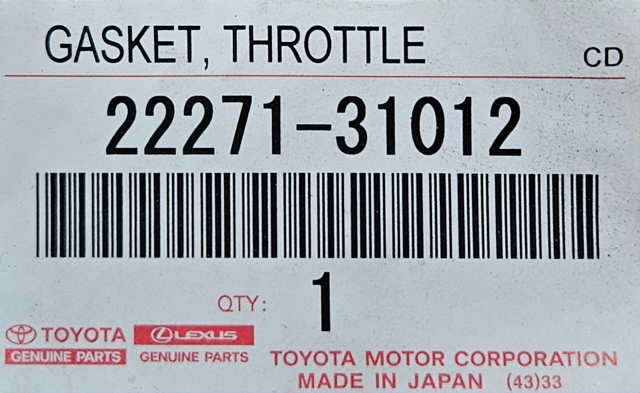 GASKET, THROTTLE
CD
22271-31012
QTY: 1
TOYOTA LEXUS
GENUINE PARTS GENUINE PARTS
TOYOTA MOTOR CORPORATION
MADE IN JAPAN (43)33